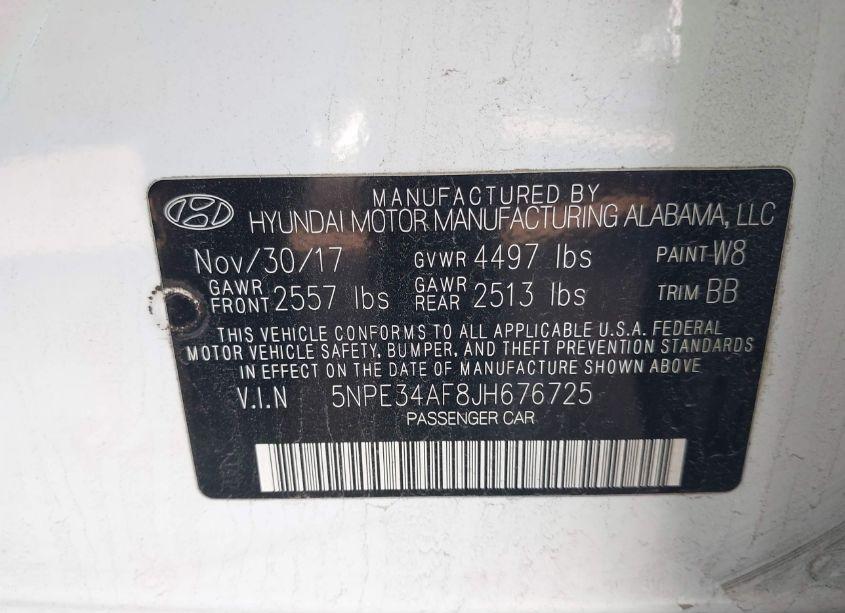 MANUFACTURED BY
HYUNDAI MOTOR MANUFACTURING ALABAMA, LLC
Nov/30/17 GVWR 4497 lbs PAINT-W8
GAWR FRONT 2557 lbs GAWR REAR 2513 lbs TRIM BB
THIS VEHICLE CONFORMS TO ALL APPLICABLE U.S.A. FEDERAL
MOTOR VEHICLE SAFETY, BUMPER, AND THEFT PREVENTION STANDARDS
IN EFFECT ON THE DATE OF MANUFACTURE SHOWN ABOVE
V.I.N 5NPE34AF8JH676725
PASSENGER CAR